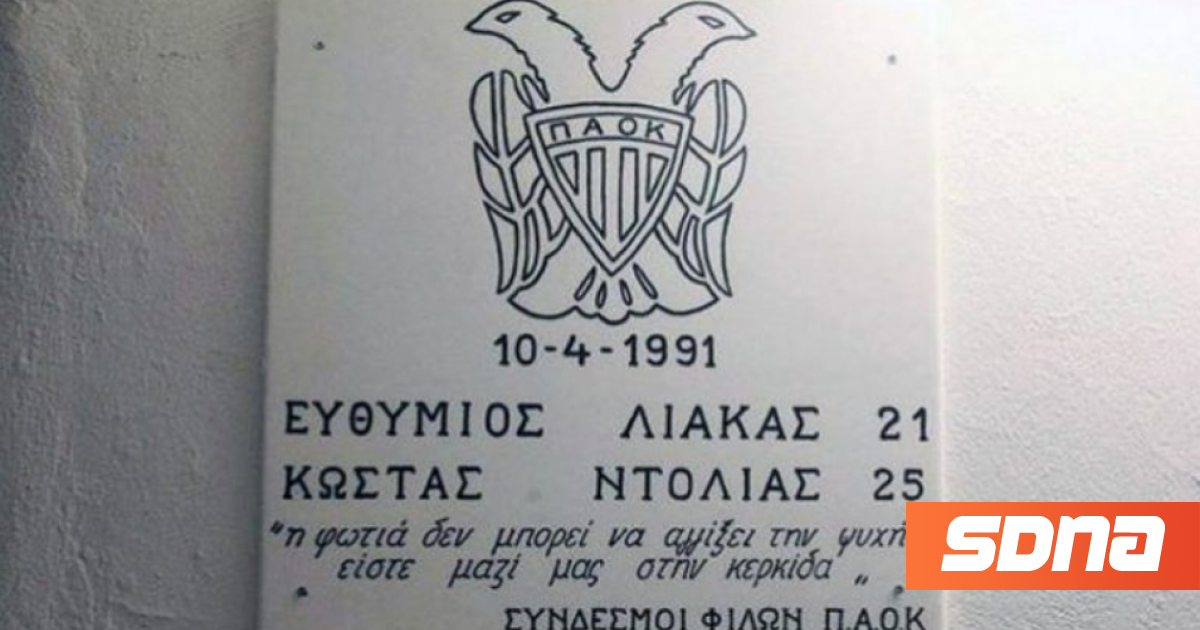 ΠΑΟΚ
10-4-1991
ΕΥΘΥΜΙΟΣ ΛΙΑΚΑΣ 21
ΚΩΣΤΑΣ ΝΤΟΛΙΑΣ 25
"η φωτιά δεν μπορεί να αγγίξει την ψυχή
είστε μαζί μας στην κερκίδα „
SDNA
ΣΥΝΔΕΣΜΟΙ ΦΙΛΩΝ Π.Α.Ο.Κ